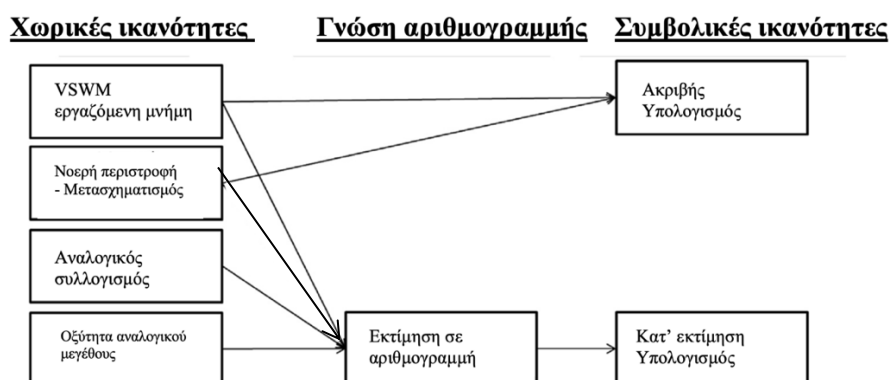 Χωρικές ικανότητες
Γνώση αριθμογραμμής
Συμβολικές ικανότητες
VSWM
εργαζόμενη μνήμη
Νοερή περιστροφή
- Μετασχηματισμός
Αναλογικός
συλλογισμός
Οξύτητα αναλογικού
μεγέθους
Εκτίμηση σε
αριθμογραμμή
Ακριβής
Υπολογισμός
Κατ’ εκτίμηση
Υπολογισμός